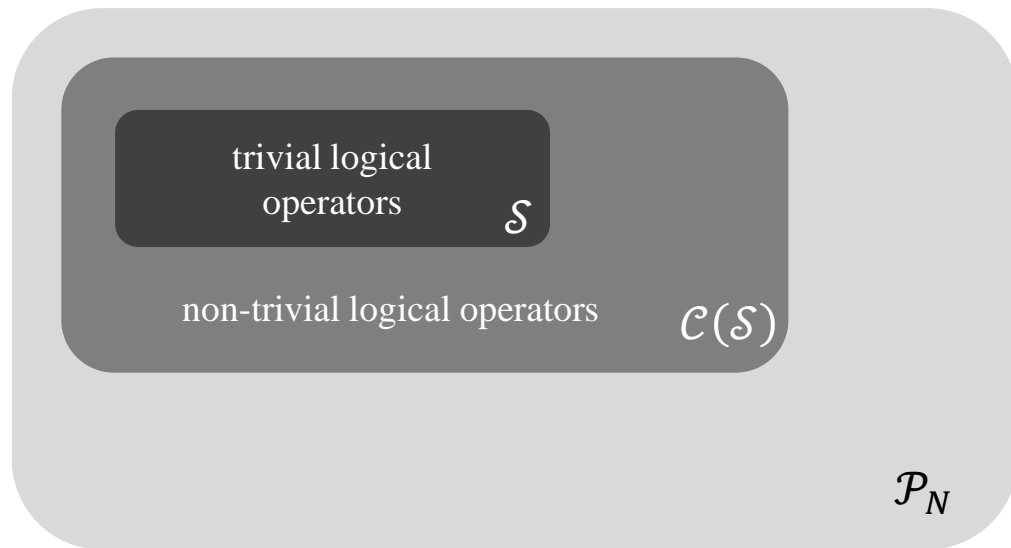 trivial logical
operators
𝒮
non-trivial logical operators
𝒞(𝒮)
𝒫_N